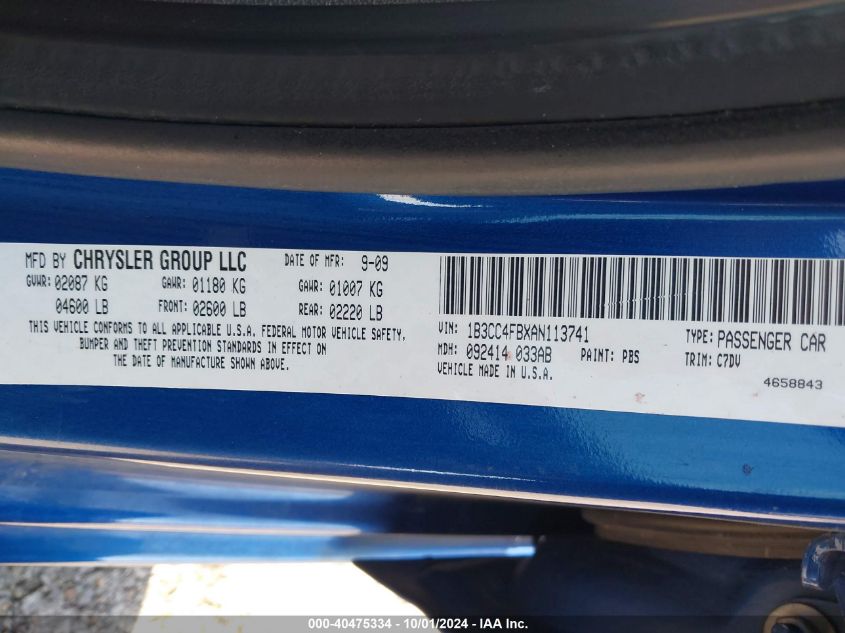 MFD BY CHRYSLER GROUP LLC DATE OF MFR: 9-09
GVWR: 02087 KG GAWR: 01180 KG GAWR: 01007 KG
04600 LB FRONT: 02600 LB REAR: 02220 LB
THIS VEHICLE CONFORMS TO ALL APPLICABLE U.S.A. FEDERAL MOTOR VEHICLE SAFETY,
BUMPER AND THEFT PREVENTION STANDARDS IN EFFECT ON
THE DATE OF MANUFACTURE SHOWN ABOVE.
VIN: 1B3CC4FBXAN113741 TYPE: PASSENGER CAR
MDH: 092414 033AB PAINT: PBS TRIM: C7DV
VEHICLE MADE IN U.S.A.
4658843
000-40475334 - 10/01/2024 - IAA Inc.